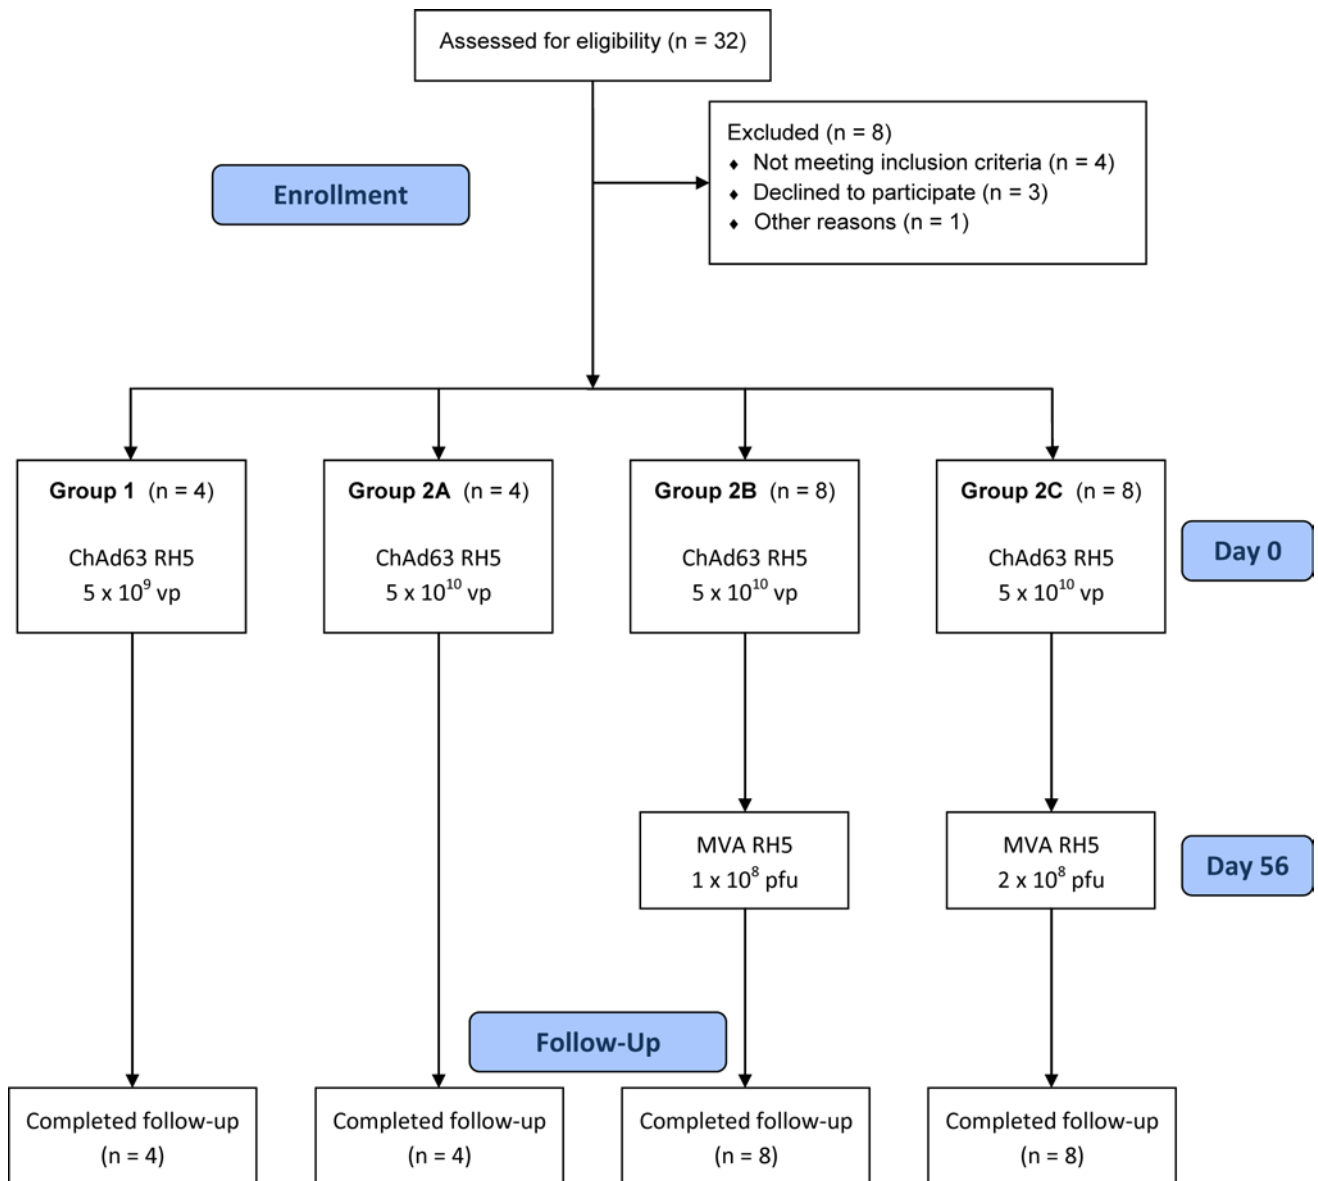 Assessed for eligibility (n = 32)
Excluded (n = 8)
♦ Not meeting inclusion criteria (n = 4)
♦ Declined to participate (n = 3)
♦ Other reasons (n = 1)
Enrollment
Group 1 (n = 4)
ChAd63 RH5
5 x 10⁹ vp
Group 2A (n = 4)
ChAd63 RH5
5 x 10¹⁰ vp
Group 2B (n = 8)
ChAd63 RH5
5 x 10¹⁰ vp
Group 2C (n = 8)
ChAd63 RH5
5 x 10¹⁰ vp
Day 0
MVA RH5
1 x 10⁸ pfu
MVA RH5
2 x 10⁸ pfu
Day 56
Follow-Up
Completed follow-up
(n = 4)
Completed follow-up
(n = 4)
Completed follow-up
(n = 8)
Completed follow-up
(n = 8)